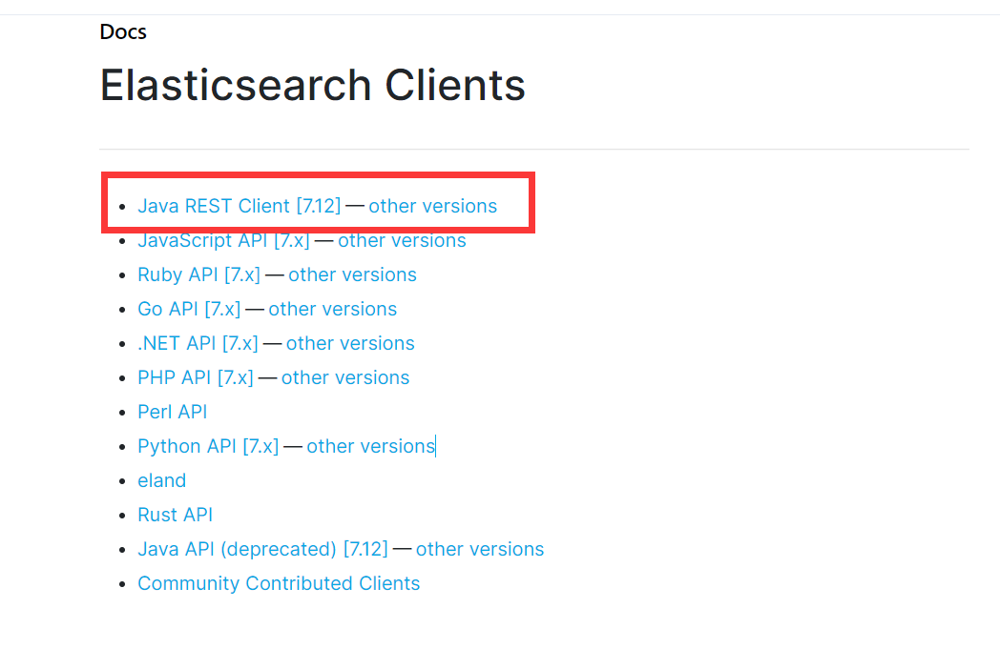 Docs
Elasticsearch Clients
Java REST Client [7.12] — other versions
JavaScript API [7.x] — other versions
Ruby API [7.x] — other versions
Go API [7.x] — other versions
.NET API [7.x] — other versions
PHP API [7.x] — other versions
Perl API
Python API [7.x] — other versions
eland
Rust API
Java API (deprecated) [7.12] — other versions
Community Contributed Clients